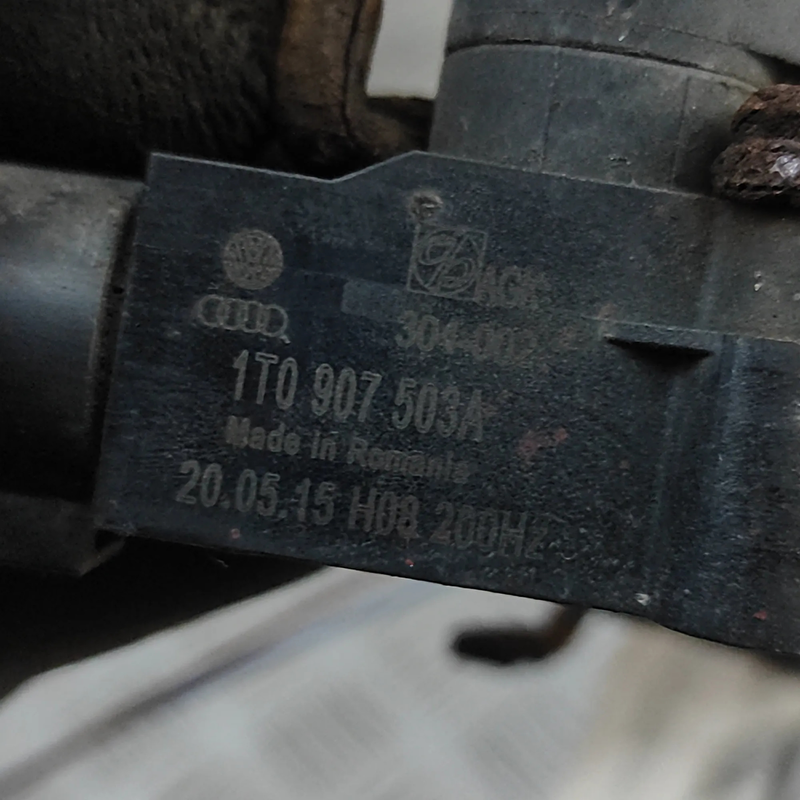 AGK
304-002
1T0 907 503A
Made in Romania
20.05.15 H08 200Hz